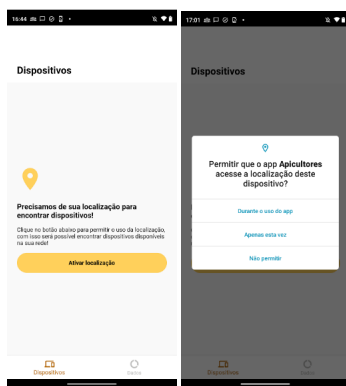 16:44
Dispositivos
Precisamos de sua localização para
encontrar dispositivos!
Clique no botão abaixo para permitir o uso da localização,
com isso será possível encontrar dispositivos disponíveis
na sua rede!
Ativar localização
Dispositivos
Dados
17:01
Dispositivos
Permitir que o app Apicultores
acesse a localização deste
dispositivo?
Durante o uso do app
Apenas esta vez
Não permitir
Dispositivos
Dados